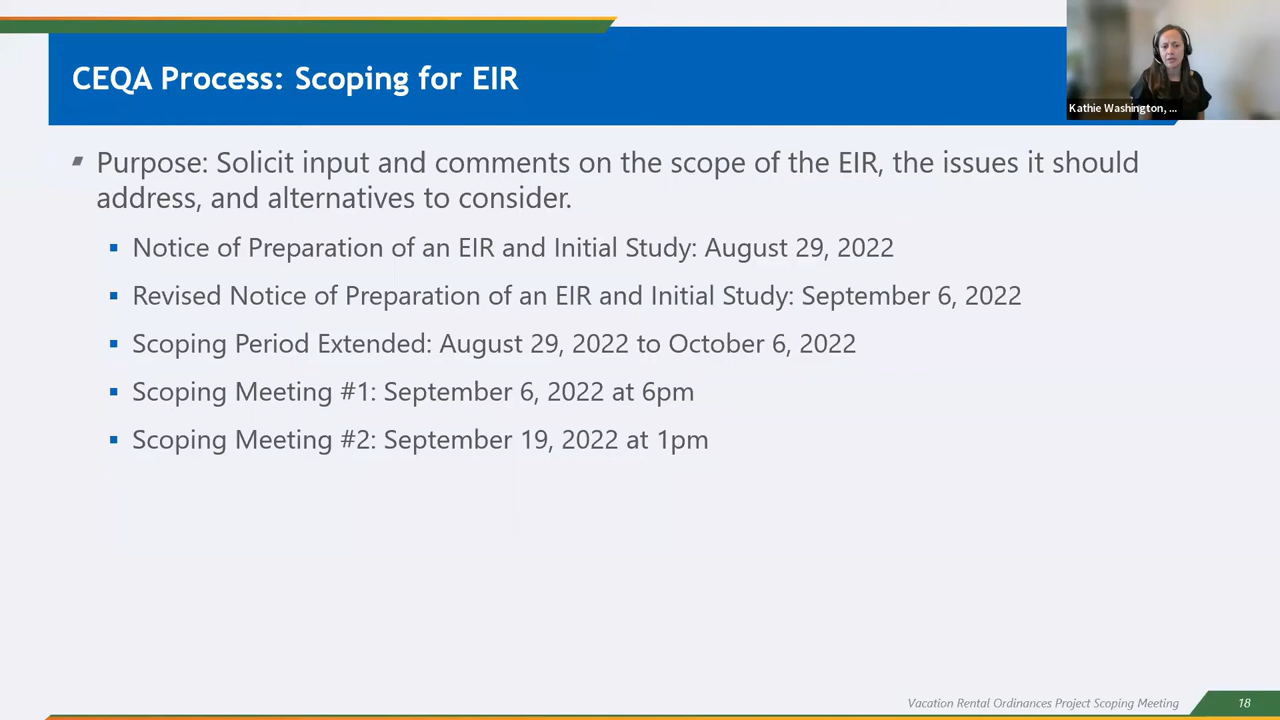 CEQA Process: Scoping for EIR
Kathie Washington, ...
Purpose: Solicit input and comments on the scope of the EIR, the issues it should
address, and alternatives to consider.
Notice of Preparation of an EIR and Initial Study: August 29, 2022
Revised Notice of Preparation of an EIR and Initial Study: September 6, 2022
Scoping Period Extended: August 29, 2022 to October 6, 2022
Scoping Meeting #1: September 6, 2022 at 6pm
Scoping Meeting #2: September 19, 2022 at 1pm
Vacation Rental Ordinances Project Scoping Meeting
18